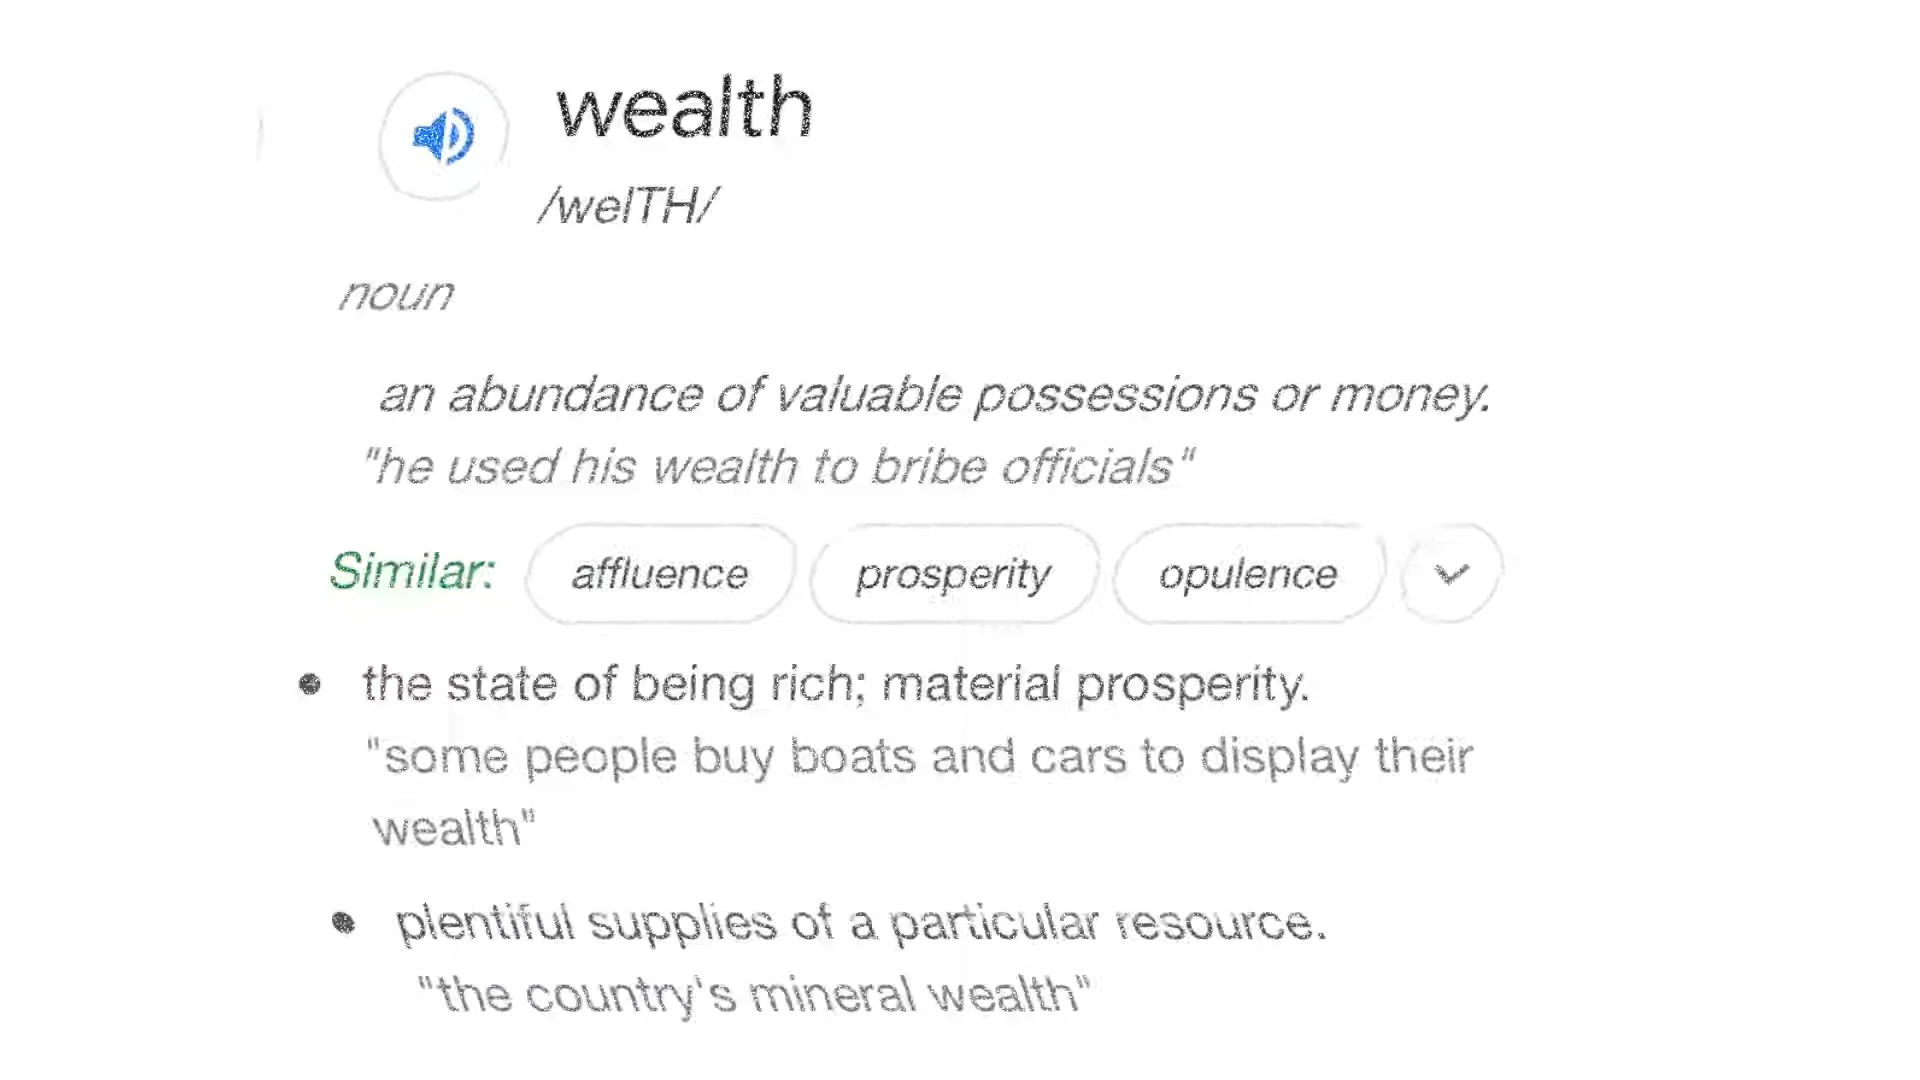 wealth
/welTH/
noun
an abundance of valuable possessions or money.
"he used his wealth to bribe officials"
Similar: affluence prosperity opulence
• the state of being rich; material prosperity.
"some people buy boats and cars to display their
wealth"
• plentiful supplies of a particular resource.
"the country's mineral wealth"